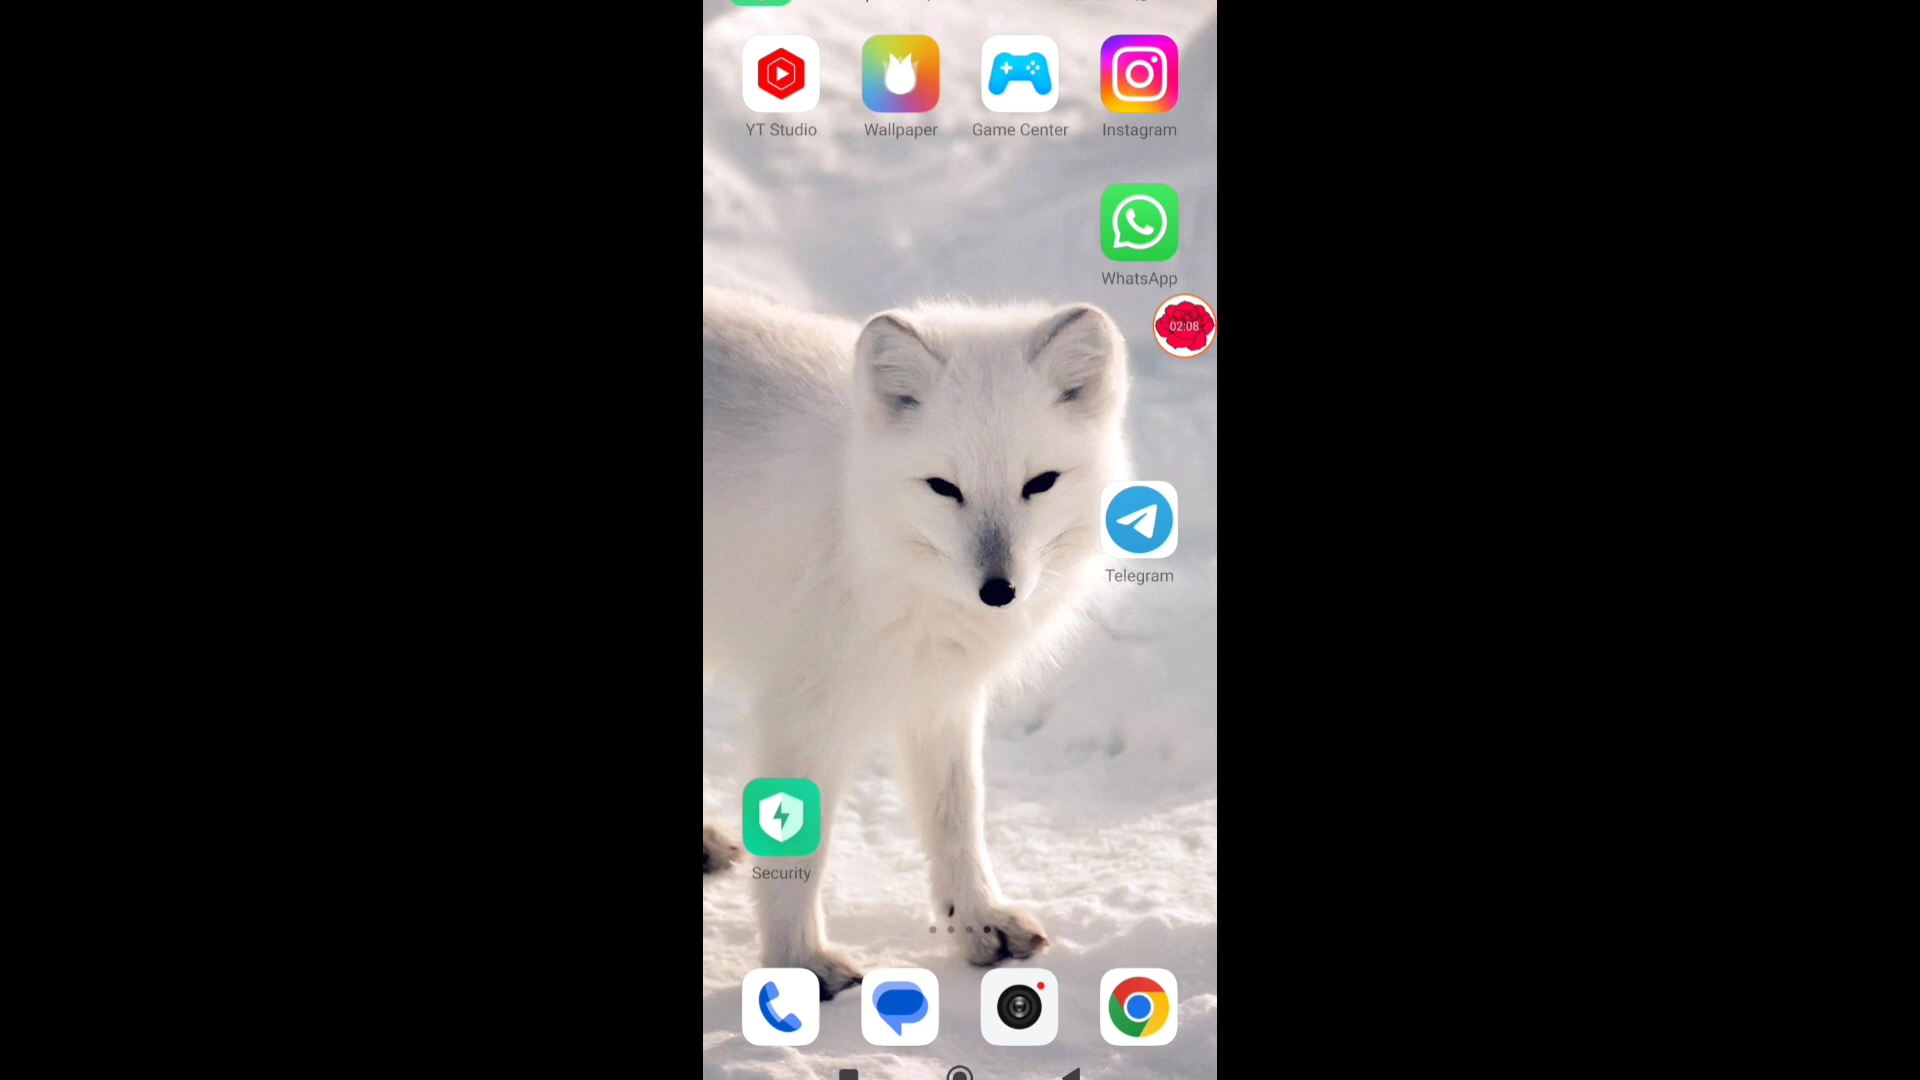 YT Studio
Wallpaper
Game Center
Instagram
WhatsApp
02:08
Telegram
Security